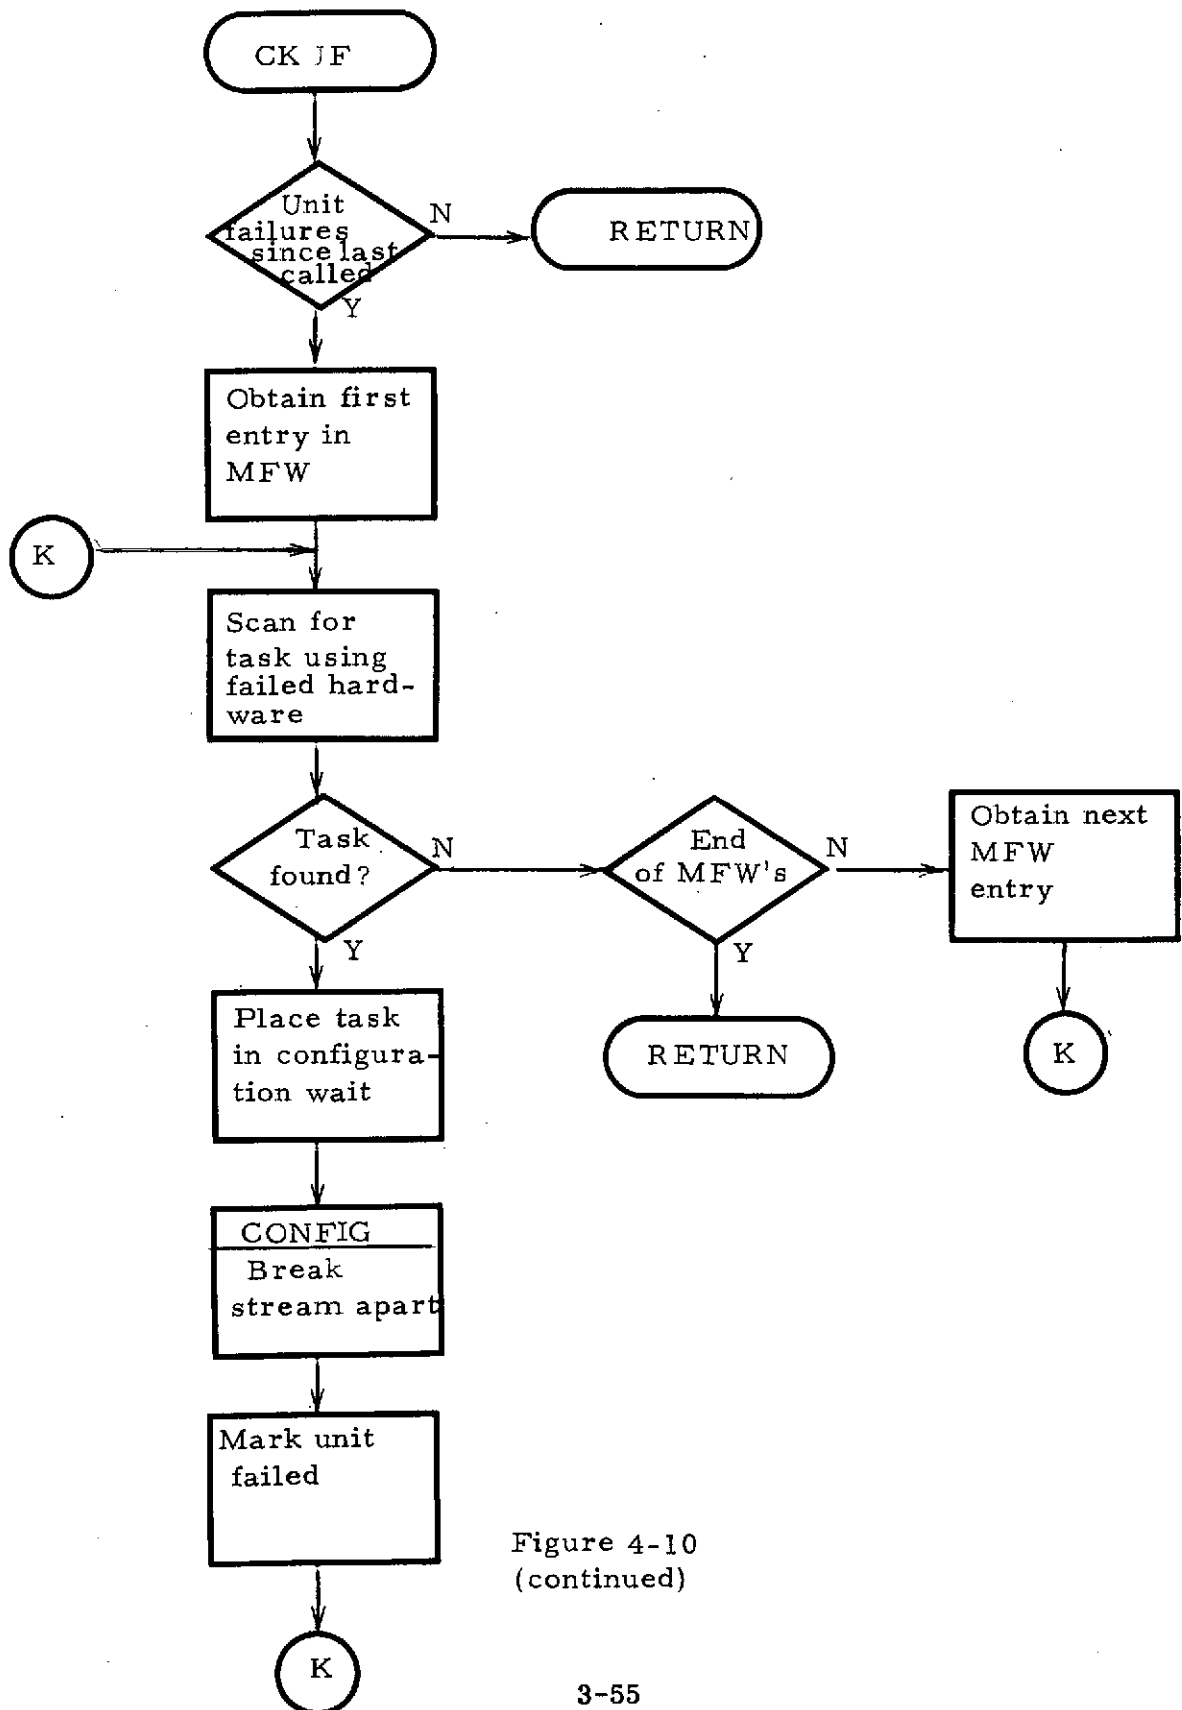 CK JF
Unit
failures
since last
called
N
RETURN
Y
Obtain first
entry in
MFW
K
Scan for
task using
failed hard-
ware
Task
found?
N
End
of MFW's
N
Obtain next
MFW
entry
Y
Y
Place task
in configura-
tion wait
RETURN
K
CONFIG
Break
stream apart
Mark unit
failed
Figure 4-10
(continued)
K
3-55